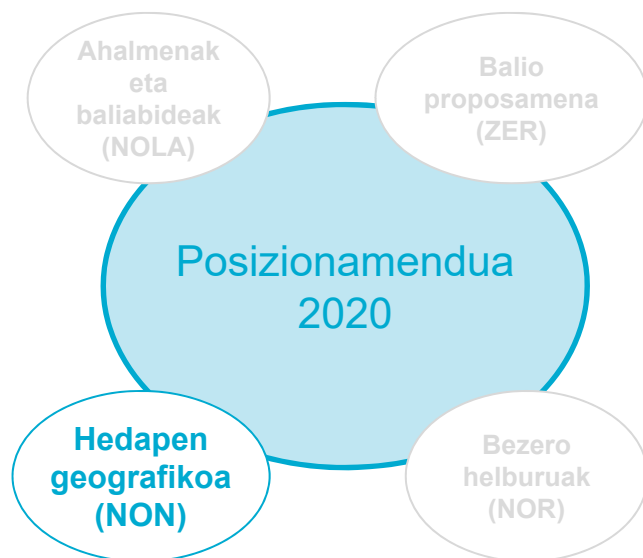 Ahalmenak
eta
baliabideak
(NOLA)
Balio
proposamena
(ZER)
Posizionamendua
2020
Hedapen
geografikoa
(NON)
Bezero
helburuak
(NOR)